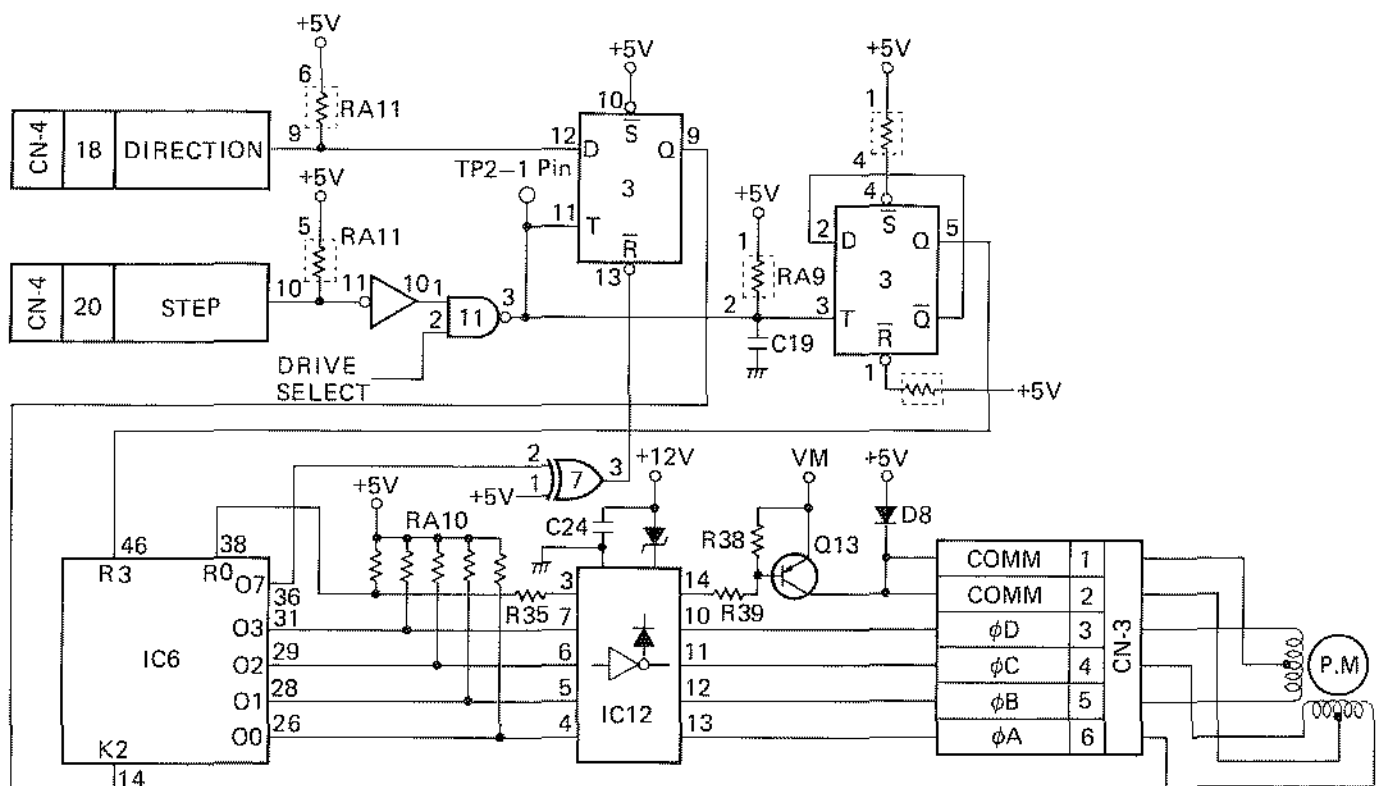 +5V
6
RA11
CN-4 18 DIRECTION
9
+5V
5
RA11
CN-4 20 STEP
10
11
10
1
2
11
3
DRIVE
SELECT
TP2-1 Pin
+5V
10
S
12
D
Q
9
3
11
T
R
13
+5V
1
RA9
2
C19
+5V
1
4
4
S
2
D
Q
5
3
3
T
Q
R
1
+5V
2
1
7
3
+5V
+5V
RA10
+12V
C24
VM
R38
Q13
R39
+5V
D8
46
R3
38
R0
O7
36
R35
3
14
31
O3
7
10
IC6
29
O2
6
11
28
O1
5
12
IC12
26
O0
4
13
K2
14
COMM 1
COMM 2
φD 3
φC 4
φB 5
φA 6
CN-3
P.M